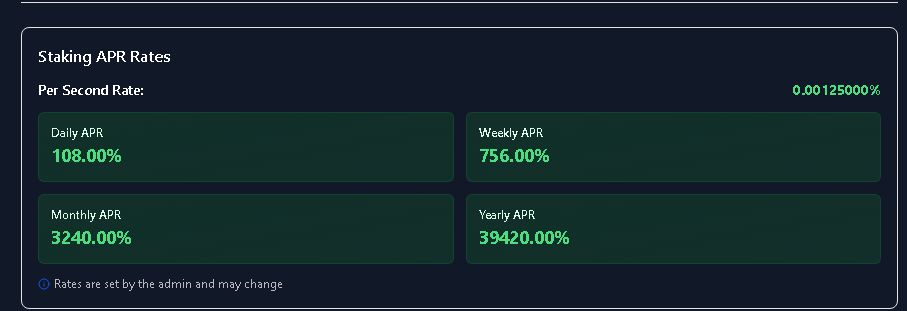 Staking APR Rates
Per Second Rate: 0.00125000%
Daily APR
108.00%
Weekly APR
756.00%
Monthly APR
3240.00%
Yearly APR
39420.00%
Rates are set by the admin and may change